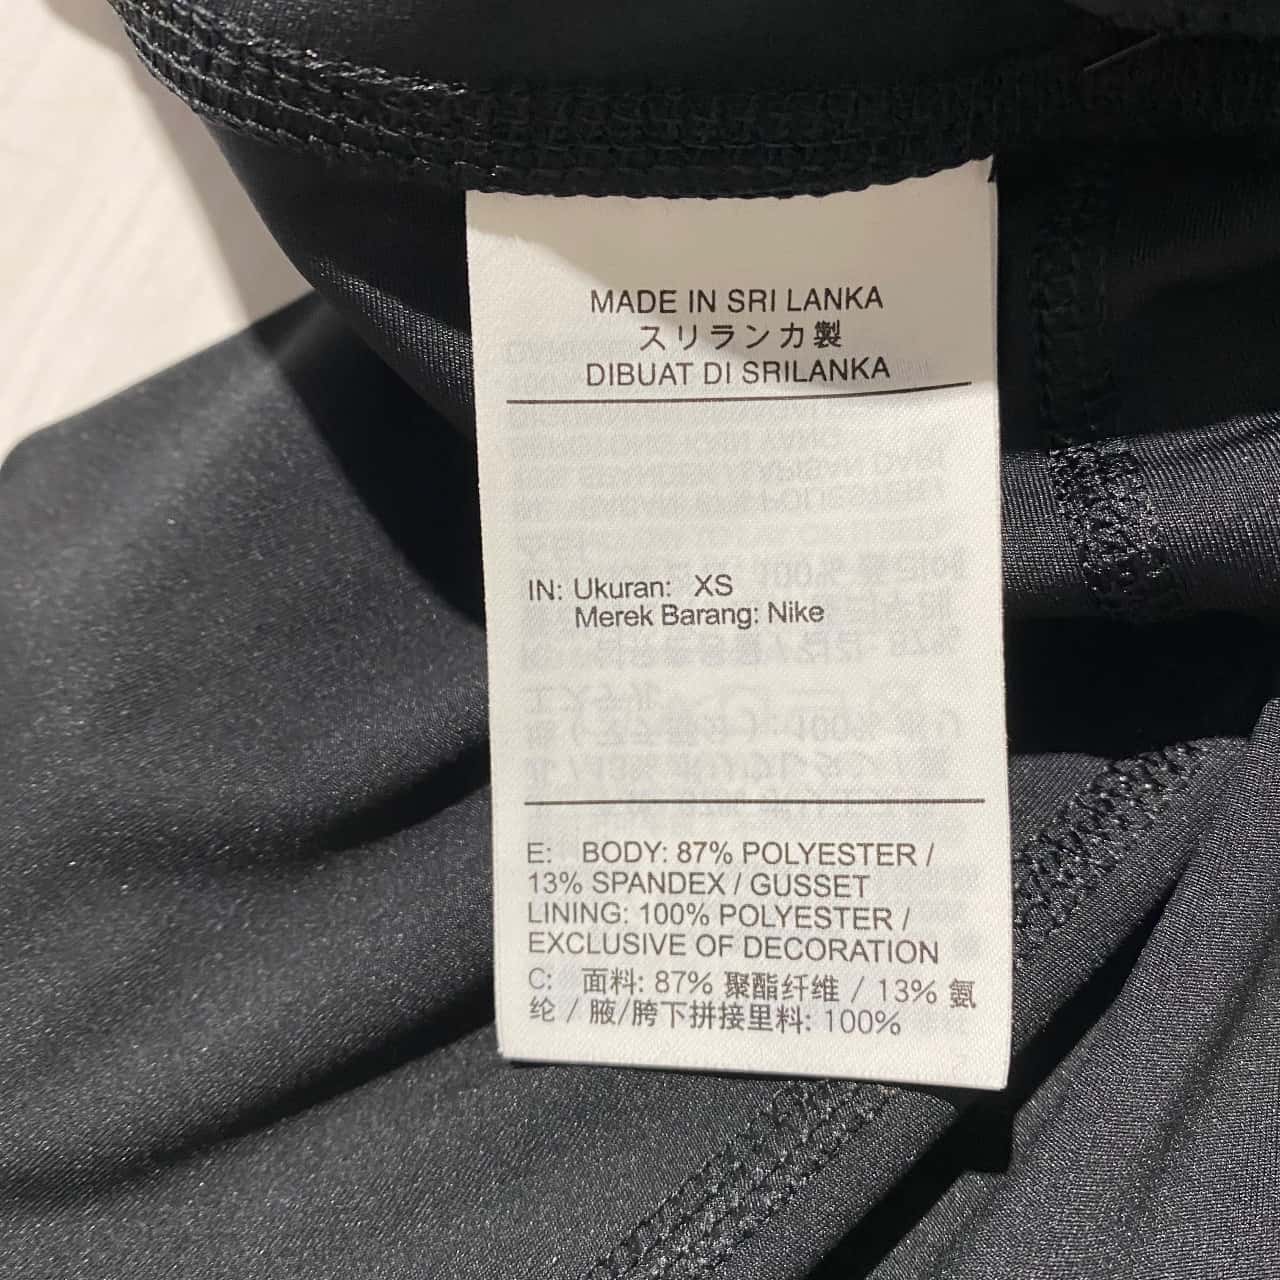 MADE IN SRI LANKA
スリランカ製
DIBUAT DI SRILANKA
IN: Ukuran: XS
Merek Barang: Nike
E: BODY: 87% POLYESTER /
13% SPANDEX / GUSSET
LINING: 100% POLYESTER /
EXCLUSIVE OF DECORATION
C: 面料: 87% 聚酯纤维 / 13% 氨
纶 / 腋/胯下拼接里料: 100%